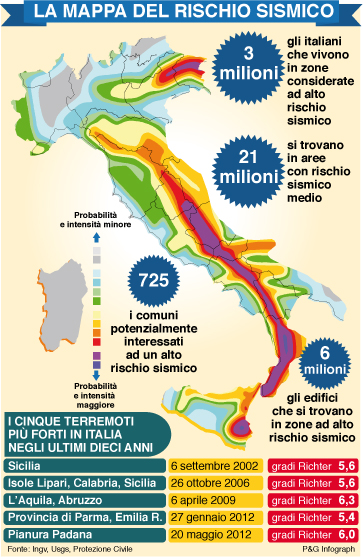 LA MAPPA DEL RISCHIO SISMICO
3
milioni
gli italiani
che vivono
in zone
considerate
ad alto
rischio
sismico
21
milioni
si trovano
in aree
con rischio
sismico
medio
Probabilità
e intensità minore
725
i comuni
potenzialmente
interessati
ad un alto
rischio sismico
Probabilità
e intensità
maggiore
6
milioni
gli edifici
che si trovano
in zone ad alto
rischio sismico
I CINQUE TERREMOTI
PIÙ FORTI IN ITALIA
NEGLI ULTIMI DIECI ANNI
Sicilia 6 settembre 2002 gradi Richter 5,6
Isole Lipari, Calabria, Sicilia 26 ottobre 2006 gradi Richter 5,6
L'Aquila, Abruzzo 6 aprile 2009 gradi Richter 6,3
Provincia di Parma, Emilia R. 27 gennaio 2012 gradi Richter 5,4
Pianura Padana 20 maggio 2012 gradi Richter 6,0
Fonte: Ingv, Usgs, Protezione Civile P&G Infograph